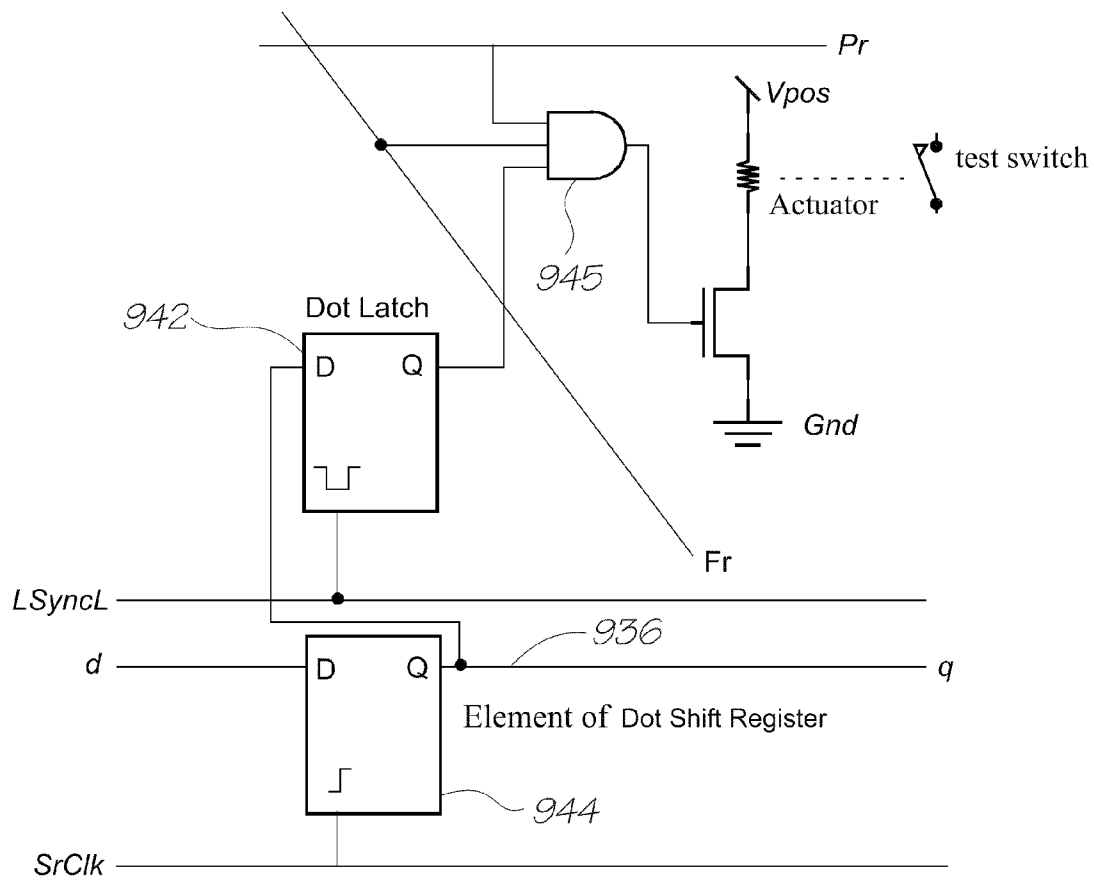 Pr
Vpos
test switch
Actuator
945
942
Dot Latch
D Q
Gnd
Fr
LSyncL
936
d
D Q
q
Element of Dot Shift Register
944
SrClk